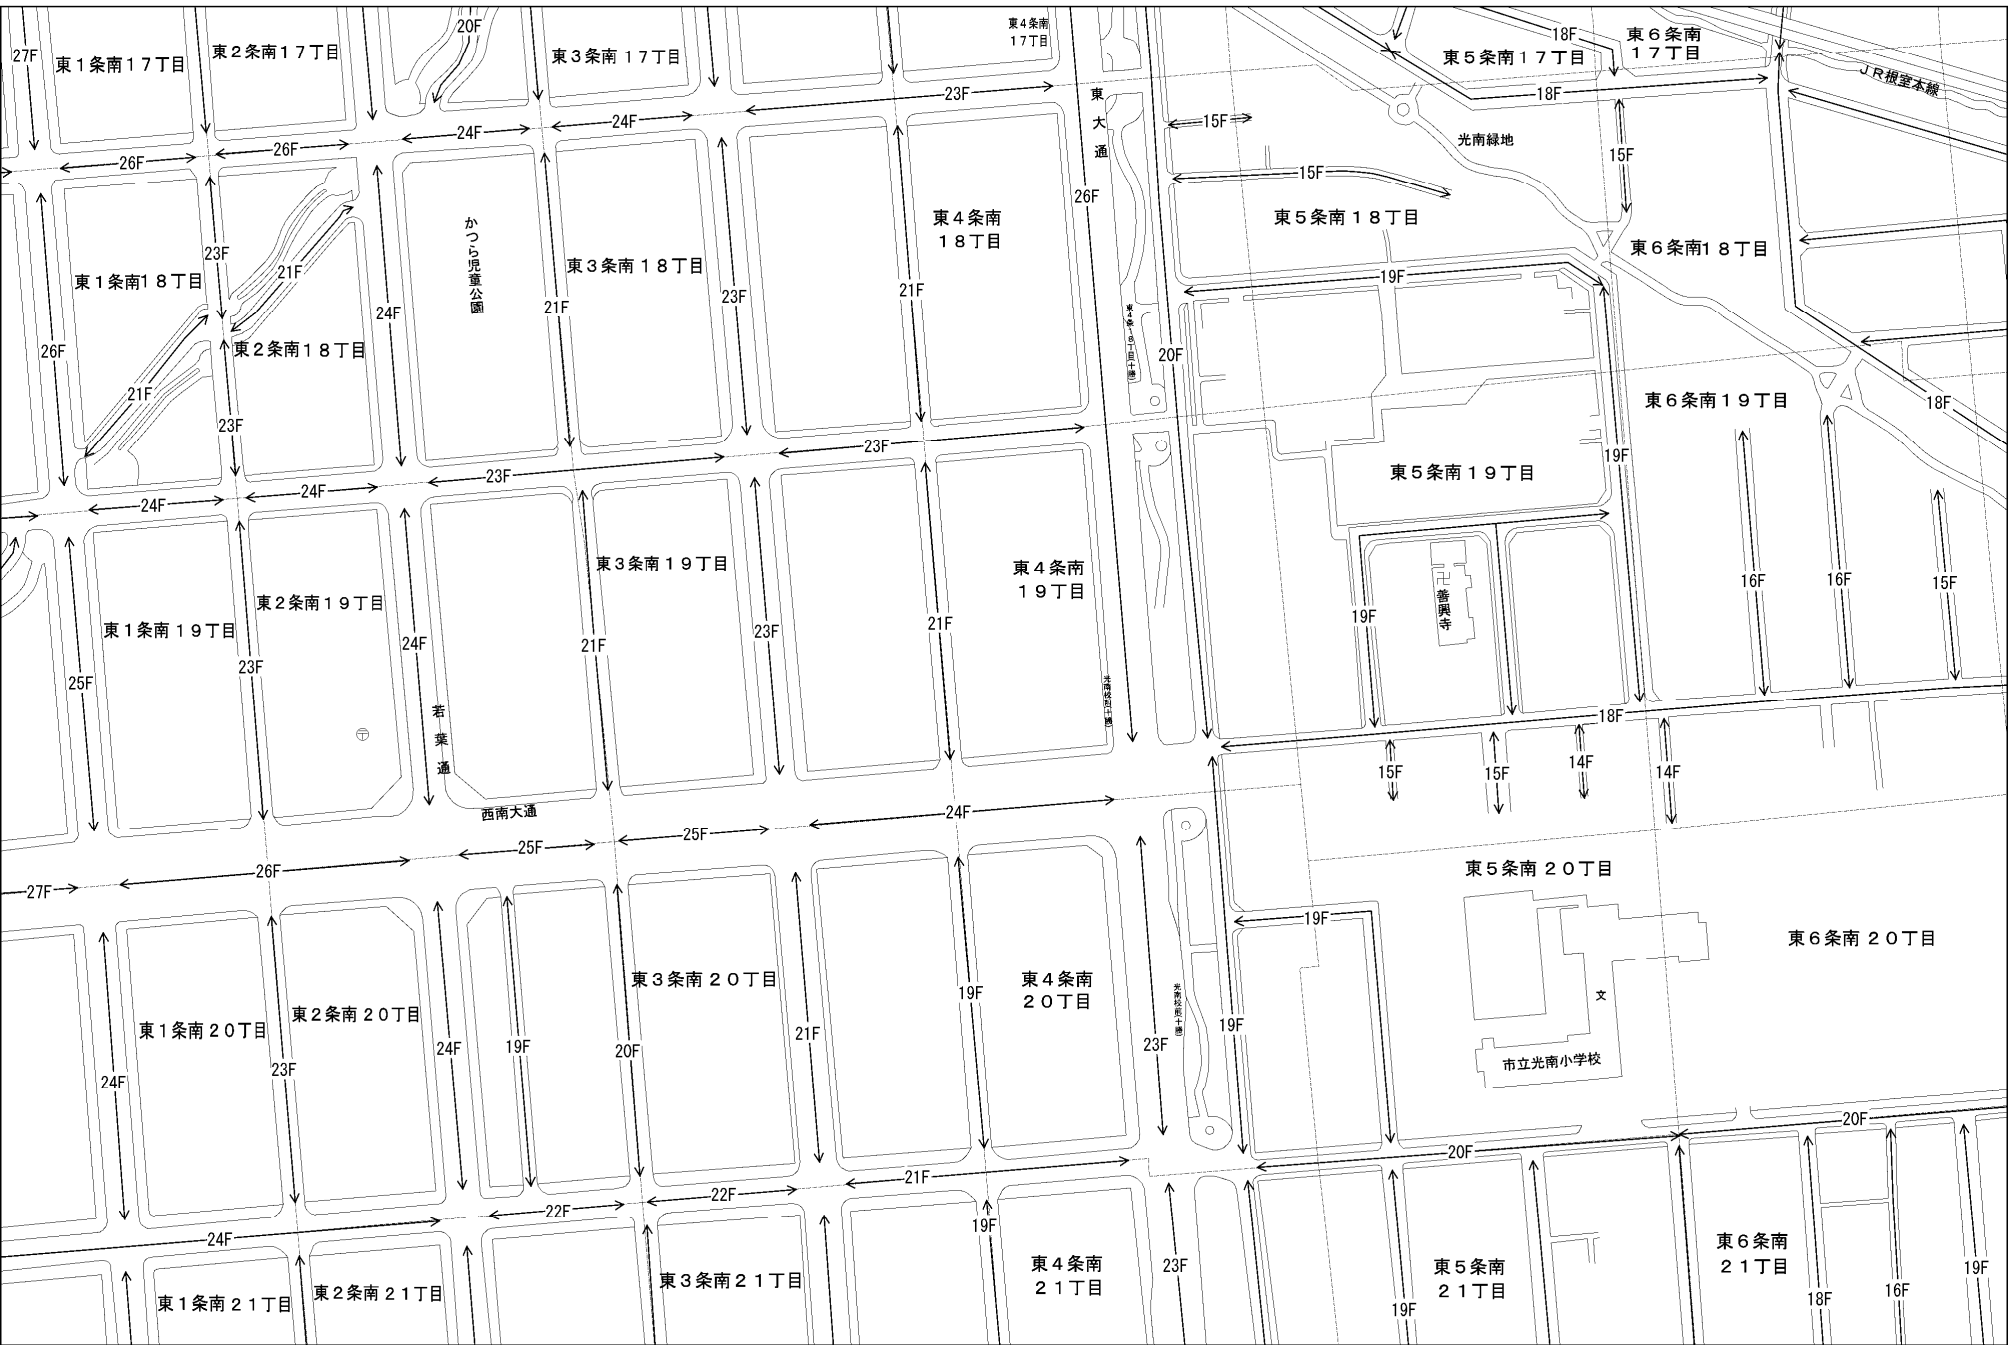 20F
27F
東１条南１７丁目
東２条南１７丁目
東３条南１７丁目
東４条南
１７丁目
18F
東５条南１７丁目
東６条南
１７丁目
ＪＲ根室本線
26F
26F
24F
24F
23F
18F
東大通
15F
光南緑地
15F
15F
26F
23F
東１条南１８丁目
21F
24F
かつら児童公園
21F
東３条南１８丁目
23F
東４条南
１８丁目
21F
東５条南１８丁目
東６条南１８丁目
19F
26F
21F
東２条南１８丁目
23F
20F
18F
東６条南１９丁目
24F
24F
23F
23F
19F
東５条南１９丁目
25F
東１条南１９丁目
東２条南１９丁目
23F
24F
21F
東３条南１９丁目
23F
21F
東４条南
１９丁目
19F
卍善興寺
16F
16F
15F
若葉通
18F
15F
15F
14F
14F
西南大通
27F
26F
25F
25F
24F
東５条南２０丁目
19F
東６条南２０丁目
24F
東１条南２０丁目
23F
東２条南２０丁目
24F
19F
20F
東３条南２０丁目
21F
19F
東４条南
２０丁目
23F
19F
文
市立光南小学校
20F
20F
24F
22F
22F
21F
19F
23F
東１条南２１丁目
東２条南２１丁目
東３条南２１丁目
東４条南
２１丁目
19F
東５条南
２１丁目
東６条南
２１丁目
18F
16F
19F